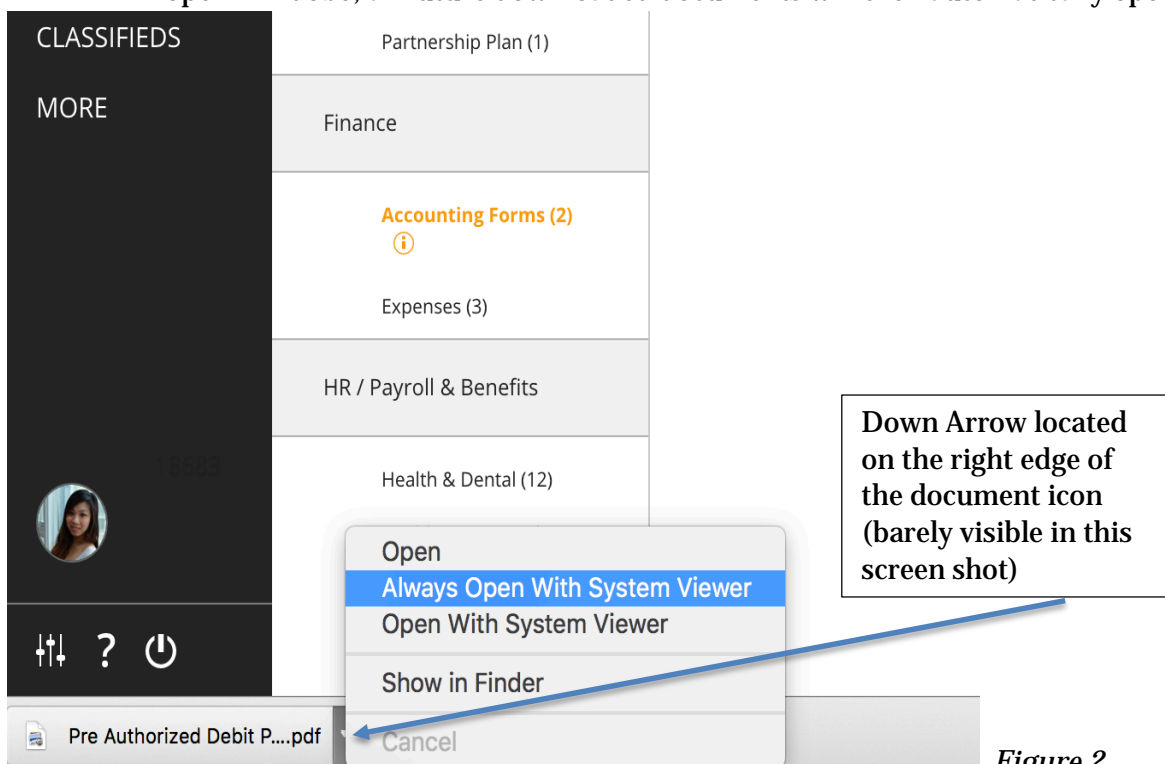 CLASSIFIEDS
MORE
Partnership Plan (1)
Finance
Accounting Forms (2)
Expenses (3)
HR / Payroll & Benefits
Health & Dental (12)
Open
Always Open With System Viewer
Open With System Viewer
Show in Finder
Cancel
Pre Authorized Debit P....pdf
Down Arrow located
on the right edge of
the document icon
(barely visible in this
screen shot)
Figure 2